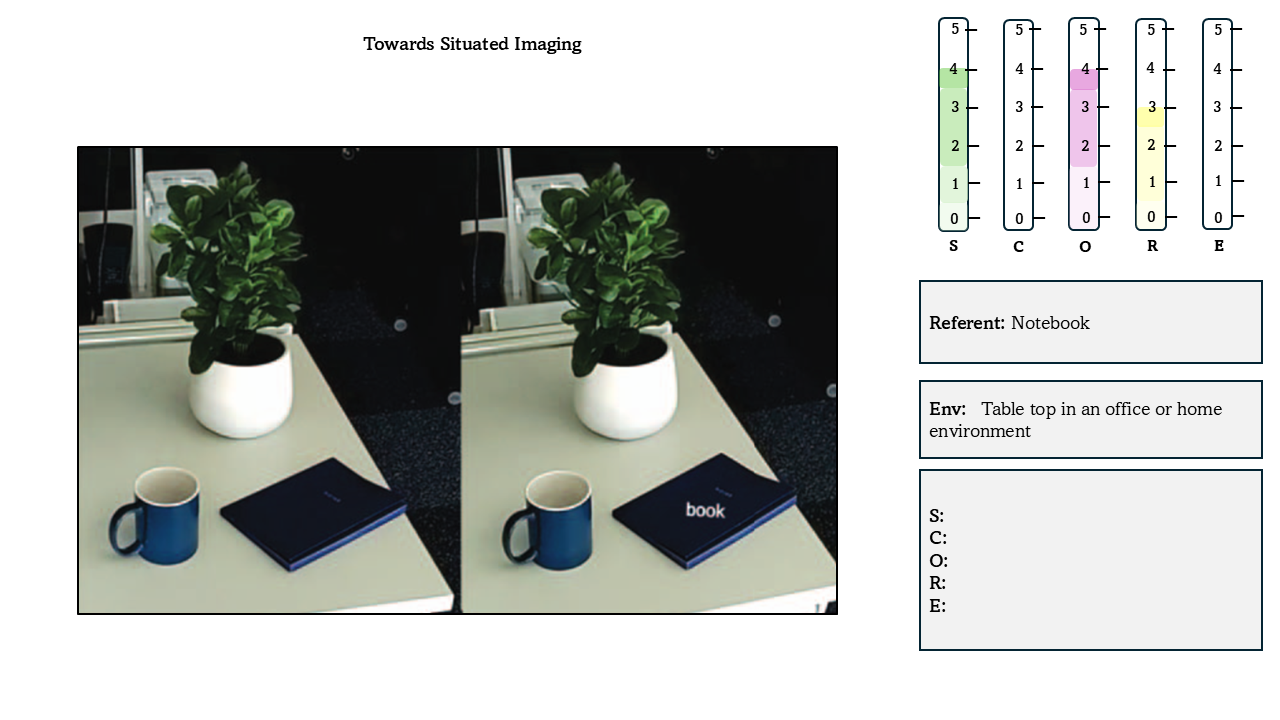 Towards Situated Imaging
book
5 5 5 5 5
4 4 4 4 4
3 3 3 3 3
2 2 2 2 2
1 1 1 1 1
0 0 0 0 0
S C O R E
Referent: Notebook
Env: Table top in an office or home
environment
S:
C:
O:
R:
E: